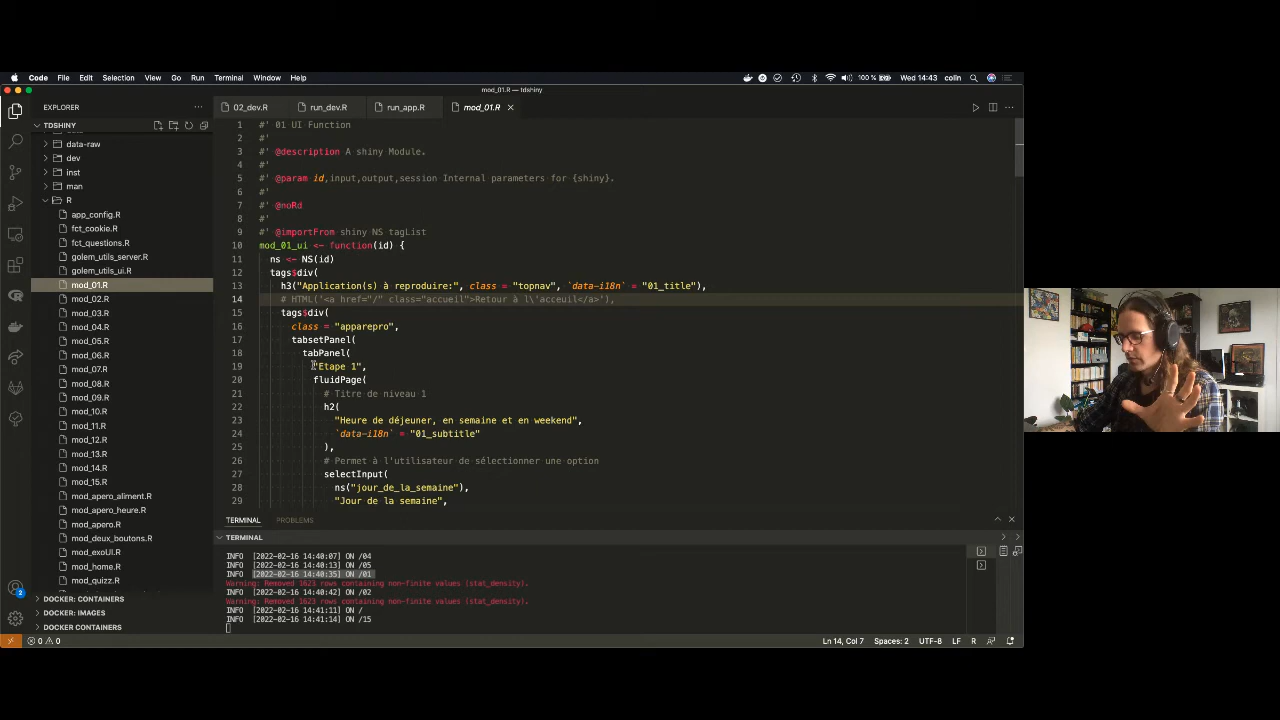 Code File Edit Selection View Go Run Terminal Window Help 100 % Wed 14:43 colin
mod_01.R — tdshiny
EXPLORER
TDSHINY
data-raw
dev
inst
man
R
app_config.R
fct_cookie.R
fct_questions.R
golem_utils_server.R
golem_utils_ui.R
mod_01.R
mod_02.R
mod_03.R
mod_04.R
mod_05.R
mod_06.R
mod_07.R
mod_08.R
mod_09.R
mod_10.R
mod_11.R
mod_12.R
mod_13.R
mod_14.R
mod_15.R
mod_apero_aliment.R
mod_apero_heure.R
mod_apero.R
mod_deux_boutons.R
mod_exoUI.R
mod_home.R
mod_quizz.R
DOCKER: CONTAINERS
DOCKER: IMAGES
DOCKER CONTAINERS
2
02_dev.R run_dev.R run_app.R mod_01.R
1 #' 01 UI Function
2 #'
3 #' @description A shiny Module.
4 #'
5 #' @param id,input,output,session Internal parameters for {shiny}.
6 #'
7 #' @noRd
8 #'
9 #' @importFrom shiny NS tagList
10 mod_01_ui <- function(id) {
11 ns <- NS(id)
12 tags$div(
13 h3("Application(s) à reproduire:", class = "topnav", `data-i18n` = "01_title"),
14 # HTML('<a href="/" class="accueil">Retour à l\'acceuil</a>'),
15 tags$div(
16 class = "apparepro",
17 tabsetPanel(
18 tabPanel(
19 "Etape 1",
20 fluidPage(
21 # Titre de niveau 1
22 h2(
23 "Heure de déjeuner, en semaine et en weekend",
24 `data-i18n` = "01_subtitle"
25 ),
26 # Permet à l'utilisateur de sélectionner une option
27 selectInput(
28 ns("jour_de_la_semaine"),
29 "Jour de la semaine",
TERMINAL PROBLEMS
TERMINAL
INFO [2022-02-16 14:40:07] ON /04
INFO [2022-02-16 14:40:13] ON /05
INFO [2022-02-16 14:40:35] ON /01
Warning: Removed 1623 rows containing non-finite values (stat_density).
INFO [2022-02-16 14:40:42] ON /02
Warning: Removed 1623 rows containing non-finite values (stat_density).
INFO [2022-02-16 14:41:11] ON /
INFO [2022-02-16 14:41:14] ON /15
0 0 Ln 14, Col 7 Spaces: 2 UTF-8 LF R